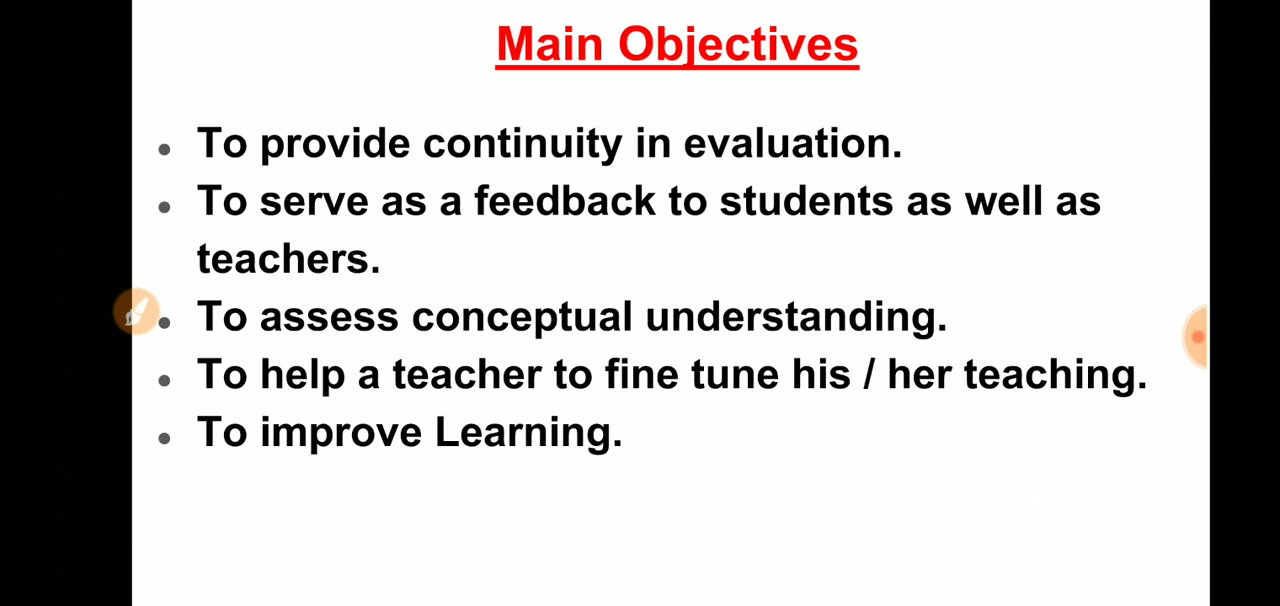 Main Objectives
To provide continuity in evaluation.
To serve as a feedback to students as well as
teachers.
To assess conceptual understanding.
To help a teacher to fine tune his / her teaching.
To improve Learning.